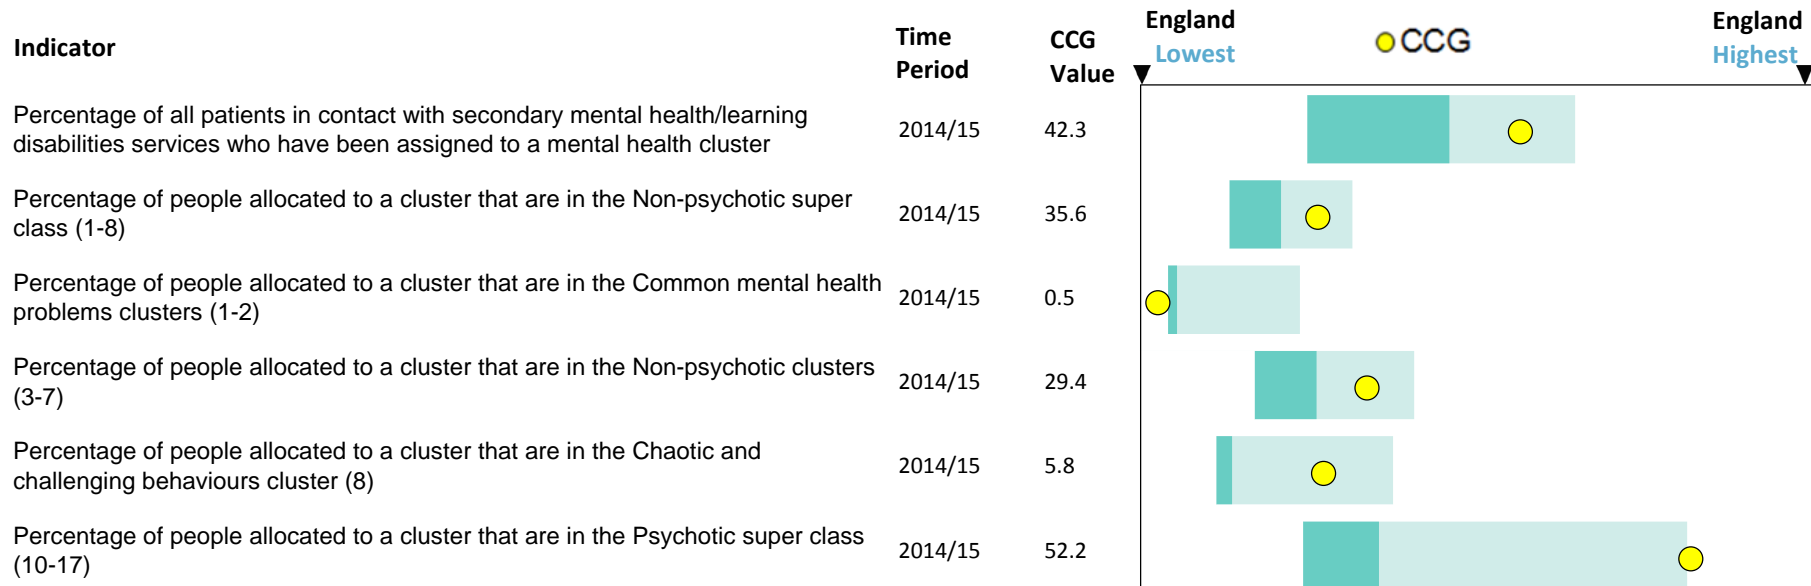 Indicator
Time
Period
CCG
Value
England
Lowest
CCG
England
Highest
Percentage of all patients in contact with secondary mental health/learning
disabilities services who have been assigned to a mental health cluster
2014/15
42.3
Percentage of people allocated to a cluster that are in the Non-psychotic super
class (1-8)
2014/15
35.6
Percentage of people allocated to a cluster that are in the Common mental health
problems clusters (1-2)
2014/15
0.5
Percentage of people allocated to a cluster that are in the Non-psychotic clusters
(3-7)
2014/15
29.4
Percentage of people allocated to a cluster that are in the Chaotic and
challenging behaviours cluster (8)
2014/15
5.8
Percentage of people allocated to a cluster that are in the Psychotic super class
(10-17)
2014/15
52.2